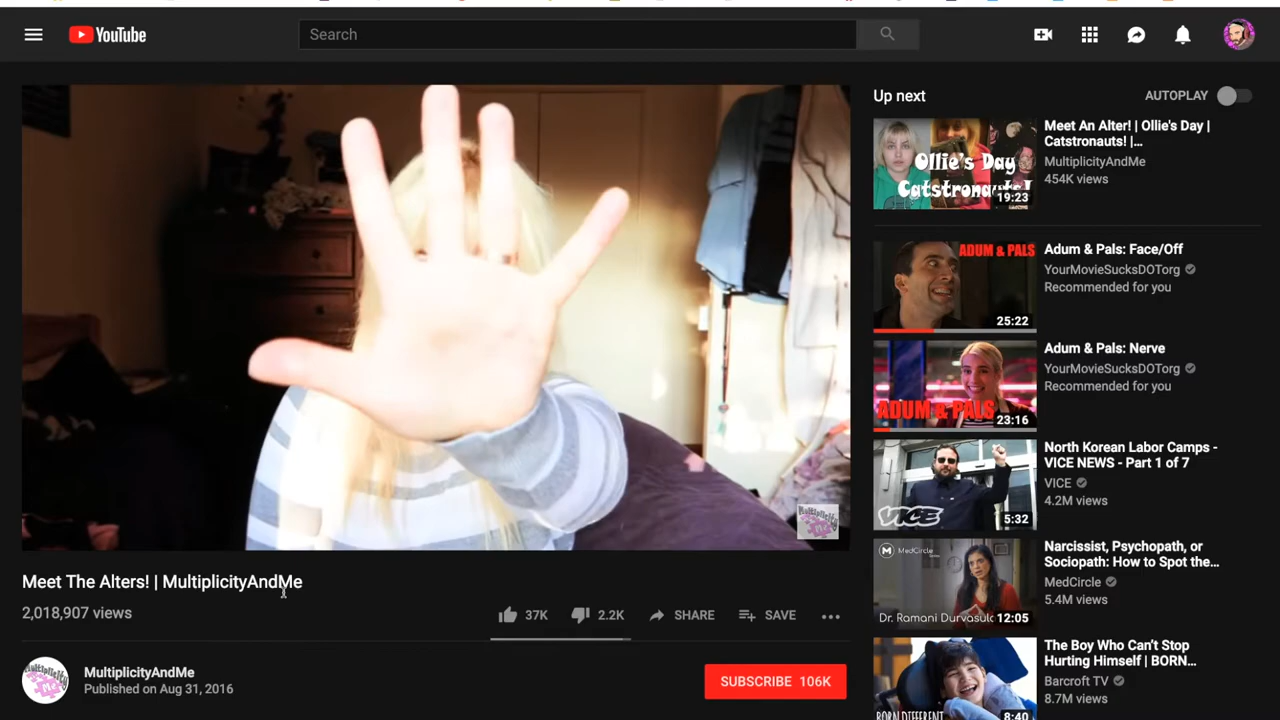 YouTube
Search
Up next
AUTOPLAY
Ollie's Day
Catstronauts!
19:23
Meet An Alter! | Ollie's Day |
Catstronauts! |...
MultiplicityAndMe
454K views
ADUM & PALS
25:22
Adum & Pals: Face/Off
YourMovieSucksDOTorg
Recommended for you
ADUM & PALS
23:16
Adum & Pals: Nerve
YourMovieSucksDOTorg
Recommended for you
VICE
5:32
North Korean Labor Camps -
VICE NEWS - Part 1 of 7
VICE
4.2M views
MedCircle
Dr. Ramani Durvasula
12:05
Narcissist, Psychopath, or
Sociopath: How to Spot the...
MedCircle
5.4M views
BORN DIFFERENT
8:40
The Boy Who Can't Stop
Hurting Himself | BORN...
Barcroft TV
8.7M views
Multiplicity
& Me
Meet The Alters! | MultiplicityAndMe
2,018,907 views
37K
2.2K
SHARE
SAVE
Multiplicity
& Me
MultiplicityAndMe
Published on Aug 31, 2016
SUBSCRIBE 106K